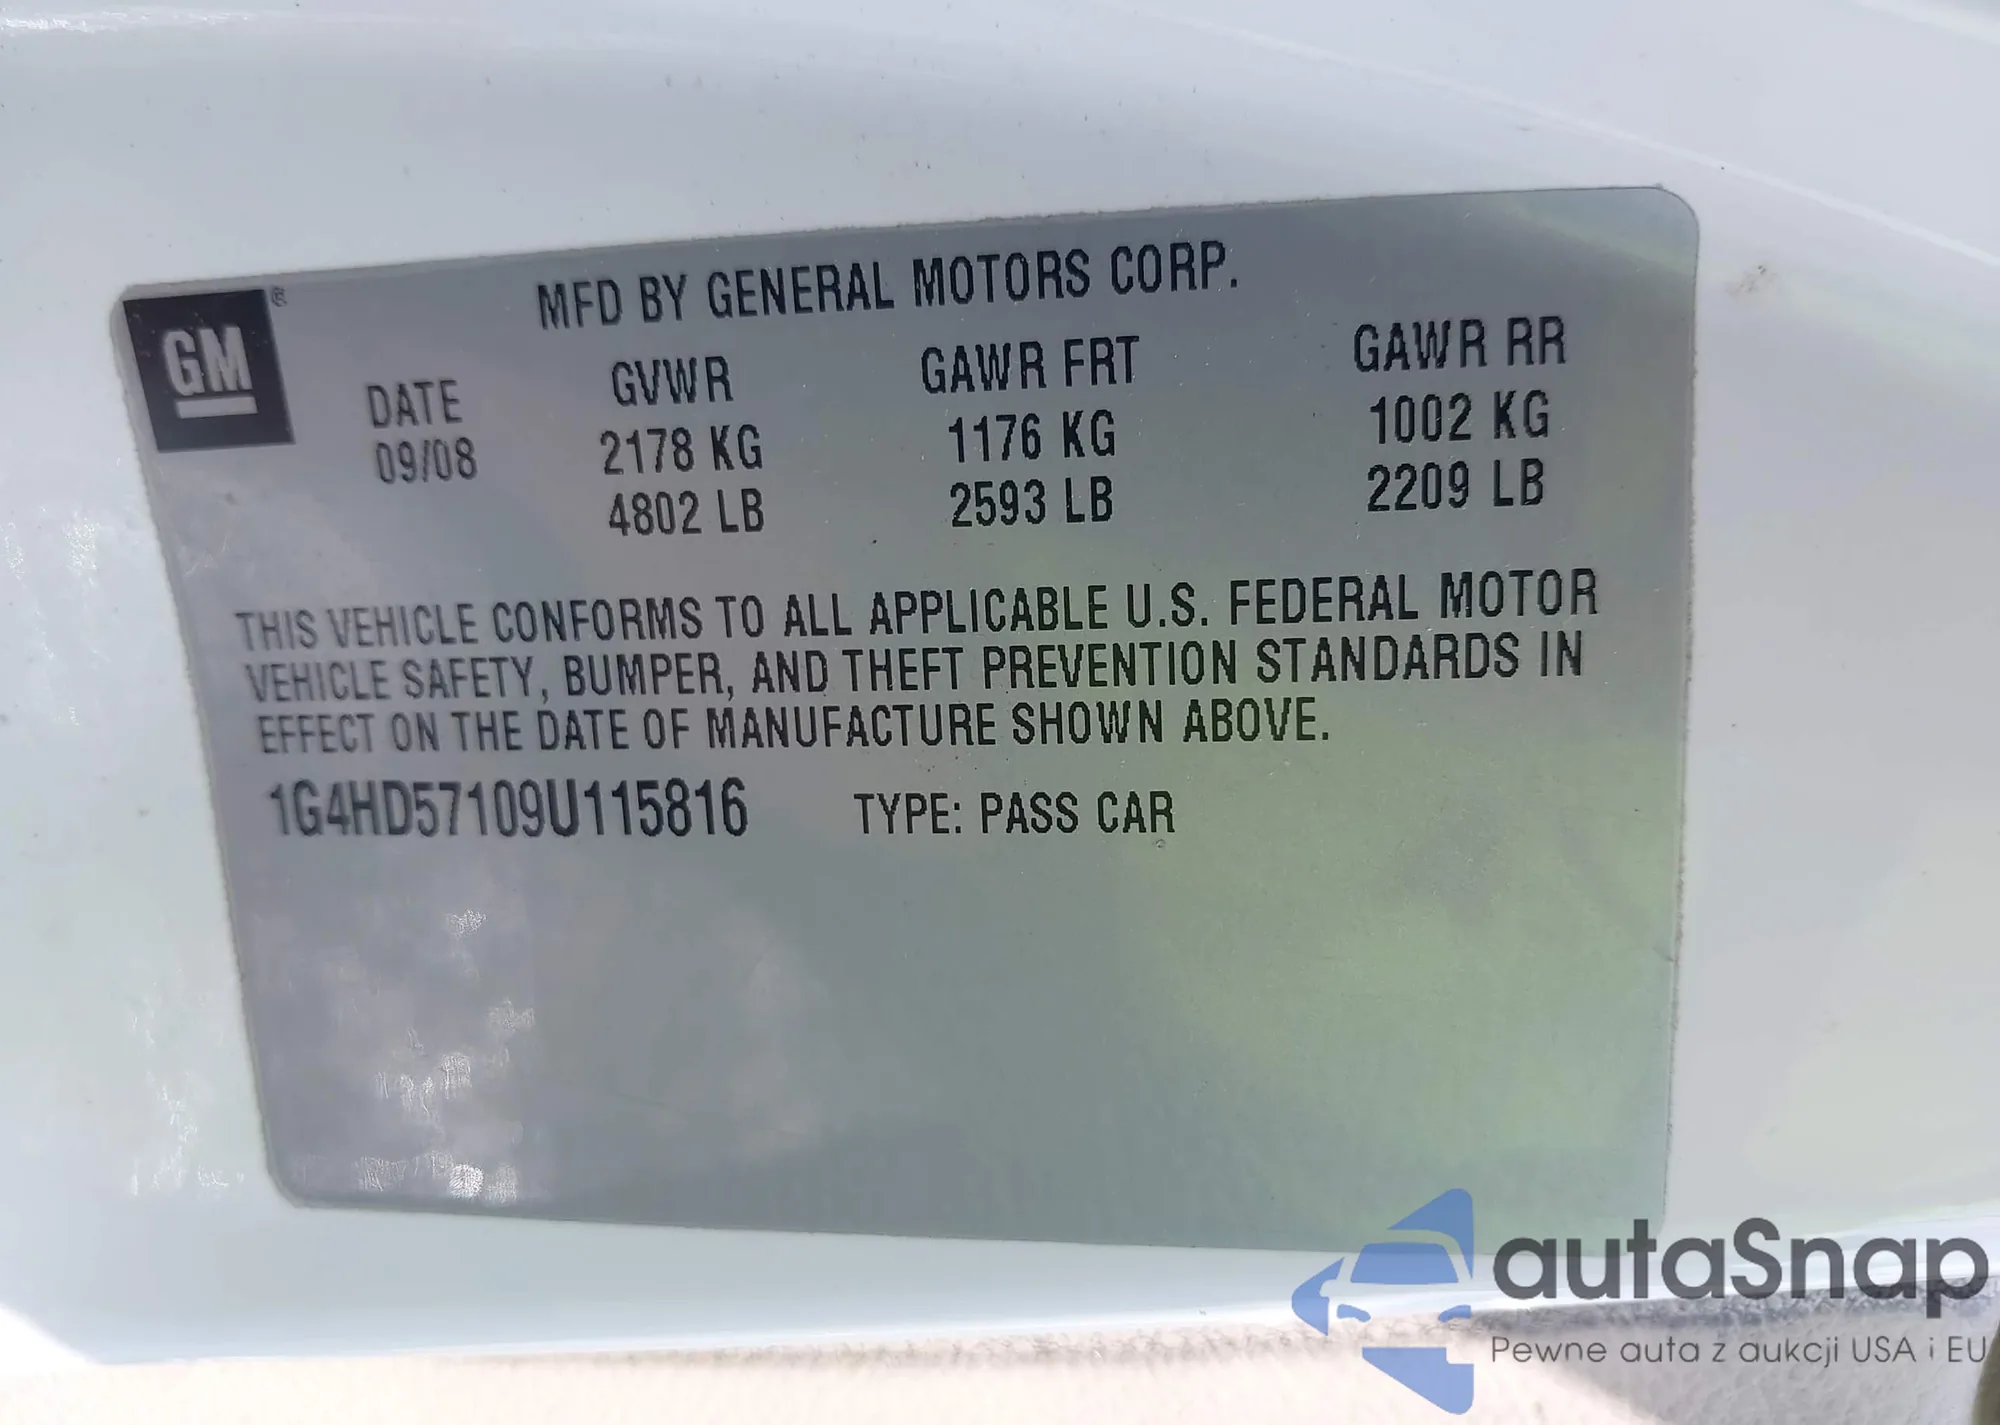 GM®
MFD BY GENERAL MOTORS CORP.
DATE GVWR GAWR FRT GAWR RR
09/08 2178 KG 1176 KG 1002 KG
4802 LB 2593 LB 2209 LB
THIS VEHICLE CONFORMS TO ALL APPLICABLE U.S. FEDERAL MOTOR
VEHICLE SAFETY, BUMPER, AND THEFT PREVENTION STANDARDS IN
EFFECT ON THE DATE OF MANUFACTURE SHOWN ABOVE.
1G4HD57109U115816 TYPE: PASS CAR
autaSnap
Pewne auta z aukcji USA i EU